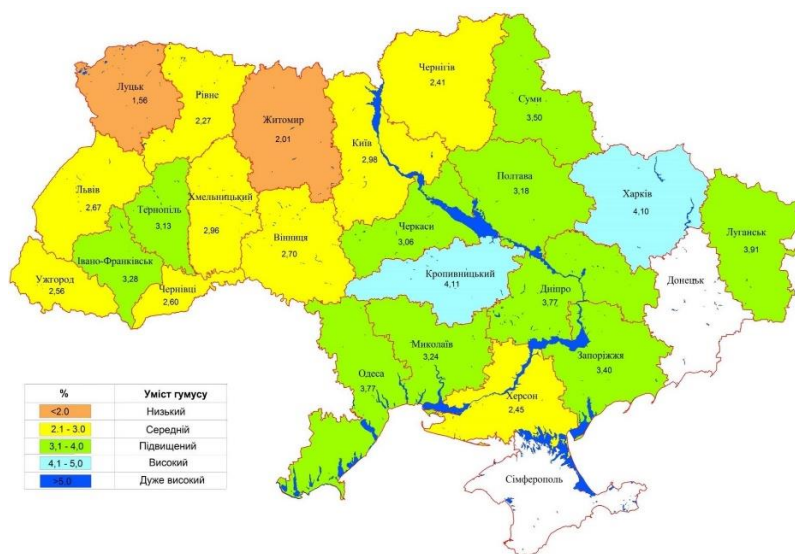 Чернігів
2,41
Луцьк
1,56
Рівне
2,27
Суми
3,50
Житомир
2,01
Київ
2,98
Львів
2,67
Хмельницький
2,96
Тернопіль
3,13
Полтава
3,18
Харків
4,10
Вінниця
2,70
Черкаси
3,06
Луганськ
3,91
Івано-Франківськ
3,28
Ужгород
2,56
Чернівці
2,60
Кропивницький
4,11
Донецьк
Дніпро
3,77
Миколаїв
3,24
Запоріжжя
3,40
Одеса
3,77
Херсон
2,45
Сімферополь
% Уміст гумусу
<2.0 Низький
2.1 - 3.0 Середній
3,1 - 4,0 Підвищений
4,1 - 5,0 Високий
>5.0 Дуже високий